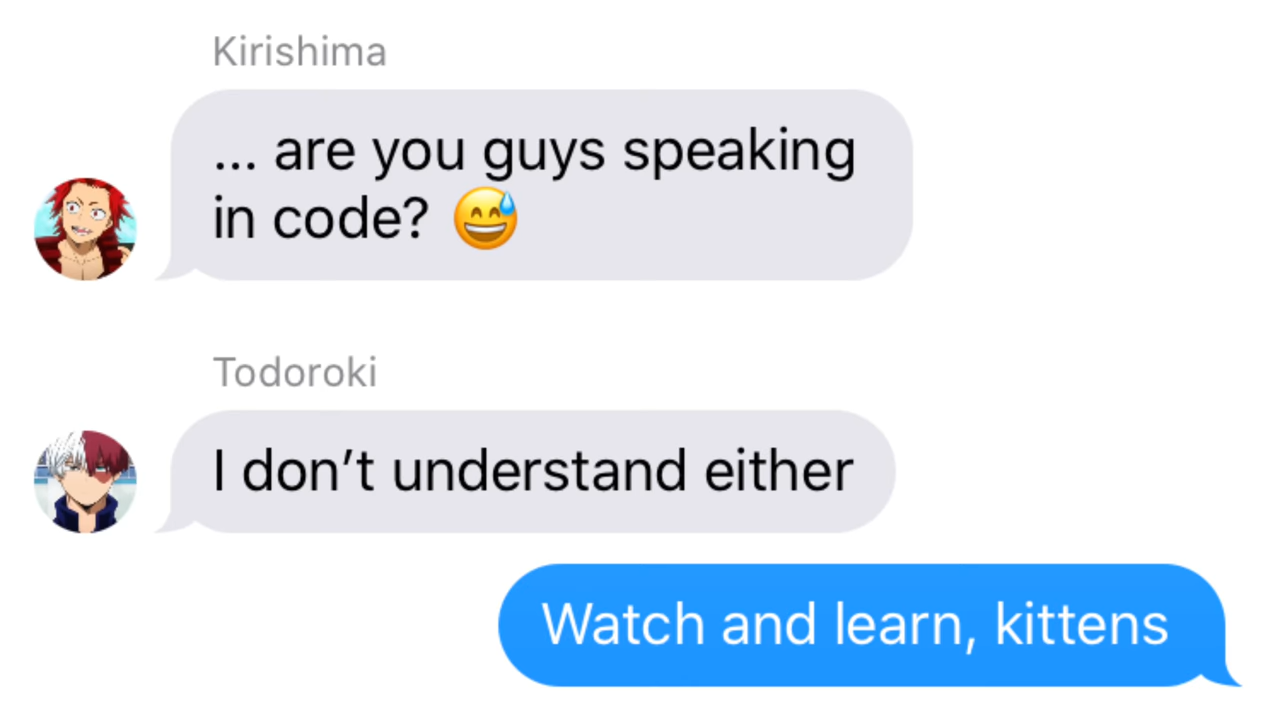 Kirishima
... are you guys speaking
in code? 😅
Todoroki
I don’t understand either
Watch and learn, kittens